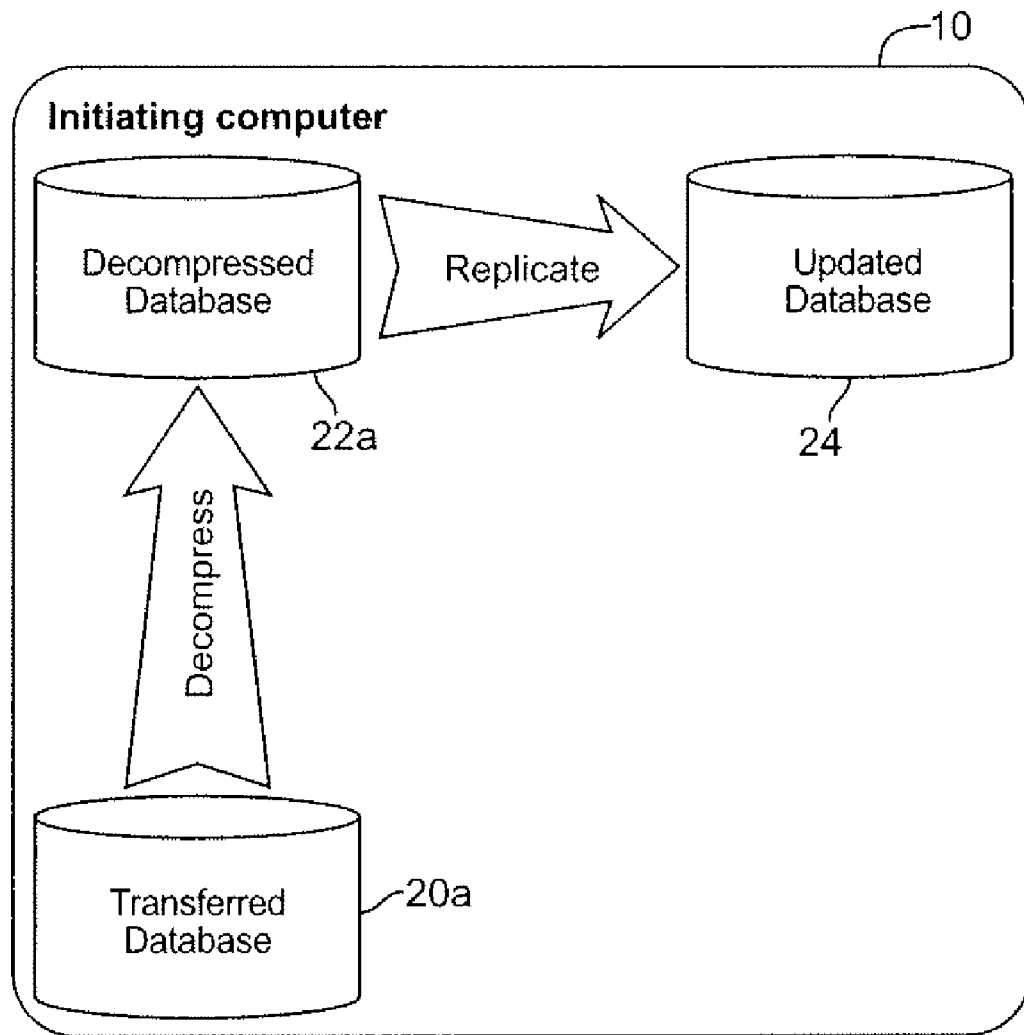 10
Initiating computer
Decompressed
Database
Replicate
Updated
Database
22a
24
Decompress
Transferred
Database
20a